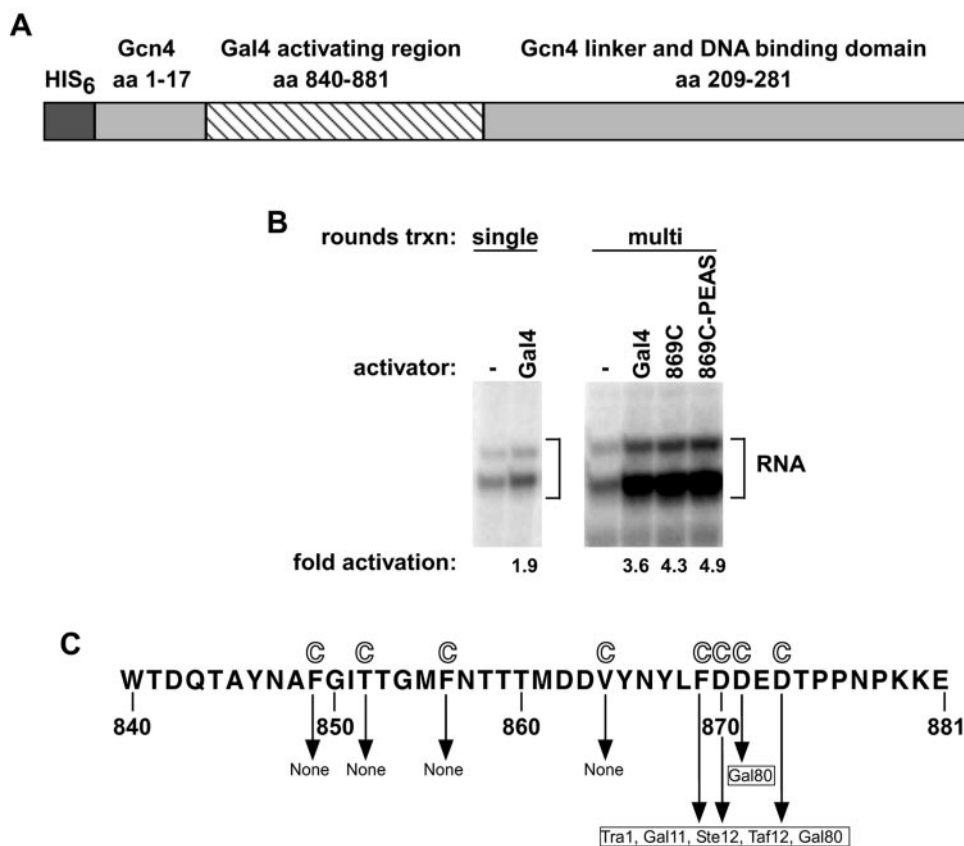 A
Gcn4 Gal4 activating region Gcn4 linker and DNA binding domain
HIS6 aa 1-17 aa 840-881 aa 209-281
B
rounds trxn: single multi
activator: - Gal4 - Gal4 869C 869C-PEAS
RNA
fold activation: 1.9 3.6 4.3 4.9
C
C C C C C C C C
WTDQTAYNAFGITTGMFNTTTMDDVYNYLFDDEDTPPNPKKE
840 850 860 870 881
None None None None Gal80
Tra1, Gal11, Ste12, Taf12, Gal80